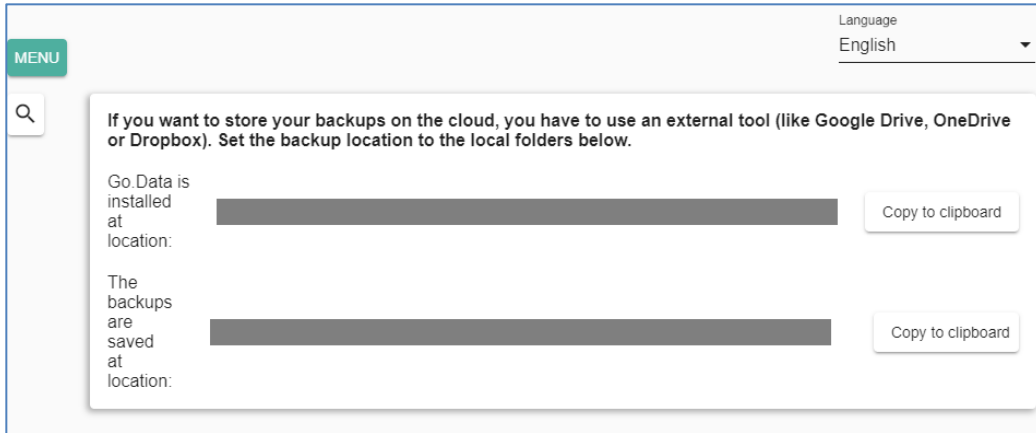 Language
English
MENU
If you want to store your backups on the cloud, you have to use an external tool (like Google Drive, OneDrive
or Dropbox). Set the backup location to the local folders below.
Go.Data is
installed
at
location:
Copy to clipboard
The
backups
are
saved
at
location:
Copy to clipboard